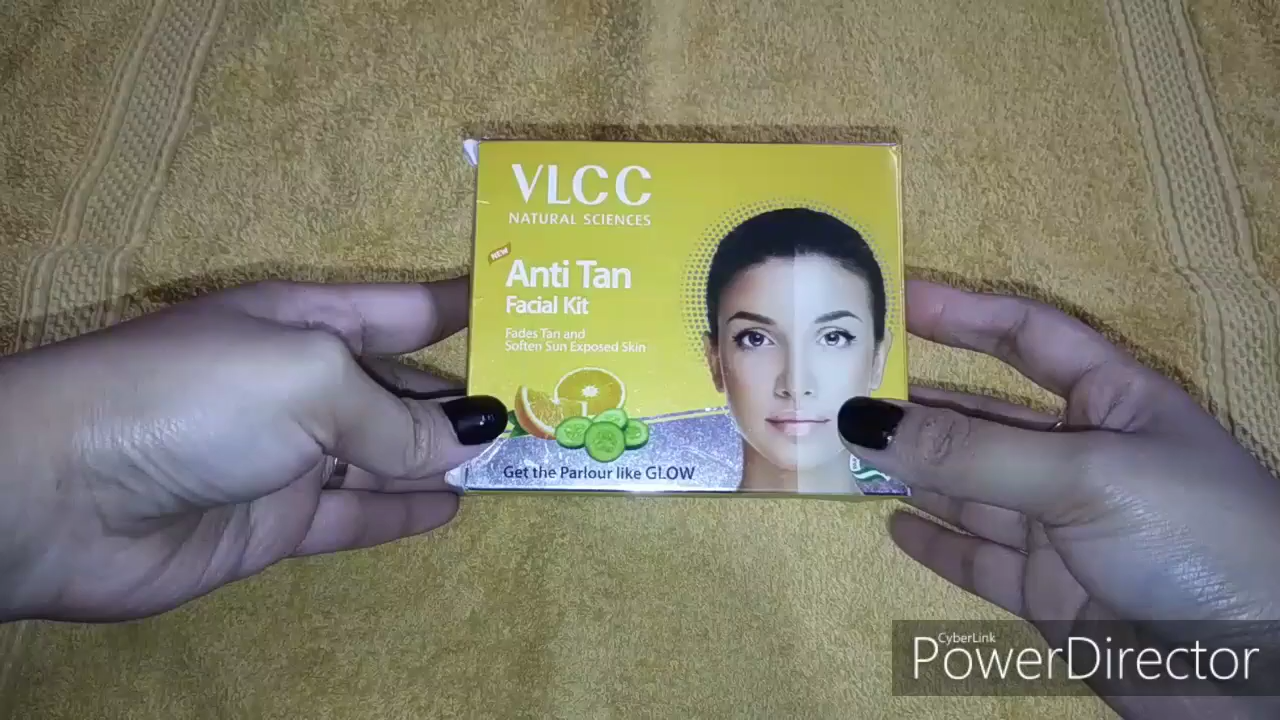 VLCC
NATURAL SCIENCES
NEW
Anti Tan
Facial Kit
Fades Tan and
Soften Sun Exposed Skin
Get the Parlour like GLOW
CyberLink
PowerDirector